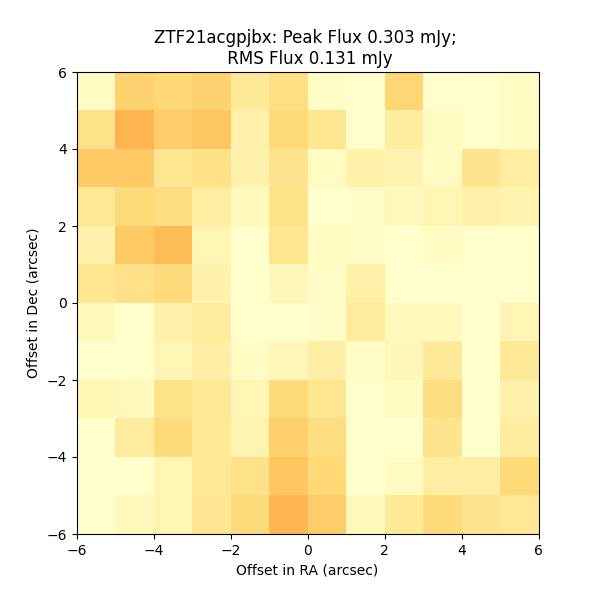 ZTF21acgpjbx: Peak Flux 0.303 mJy;
RMS Flux 0.131 mJy
6
4
2
0
−2
−4
−6
Offset in Dec (arcsec)
−6 −4 −2 0 2 4 6
Offset in RA (arcsec)